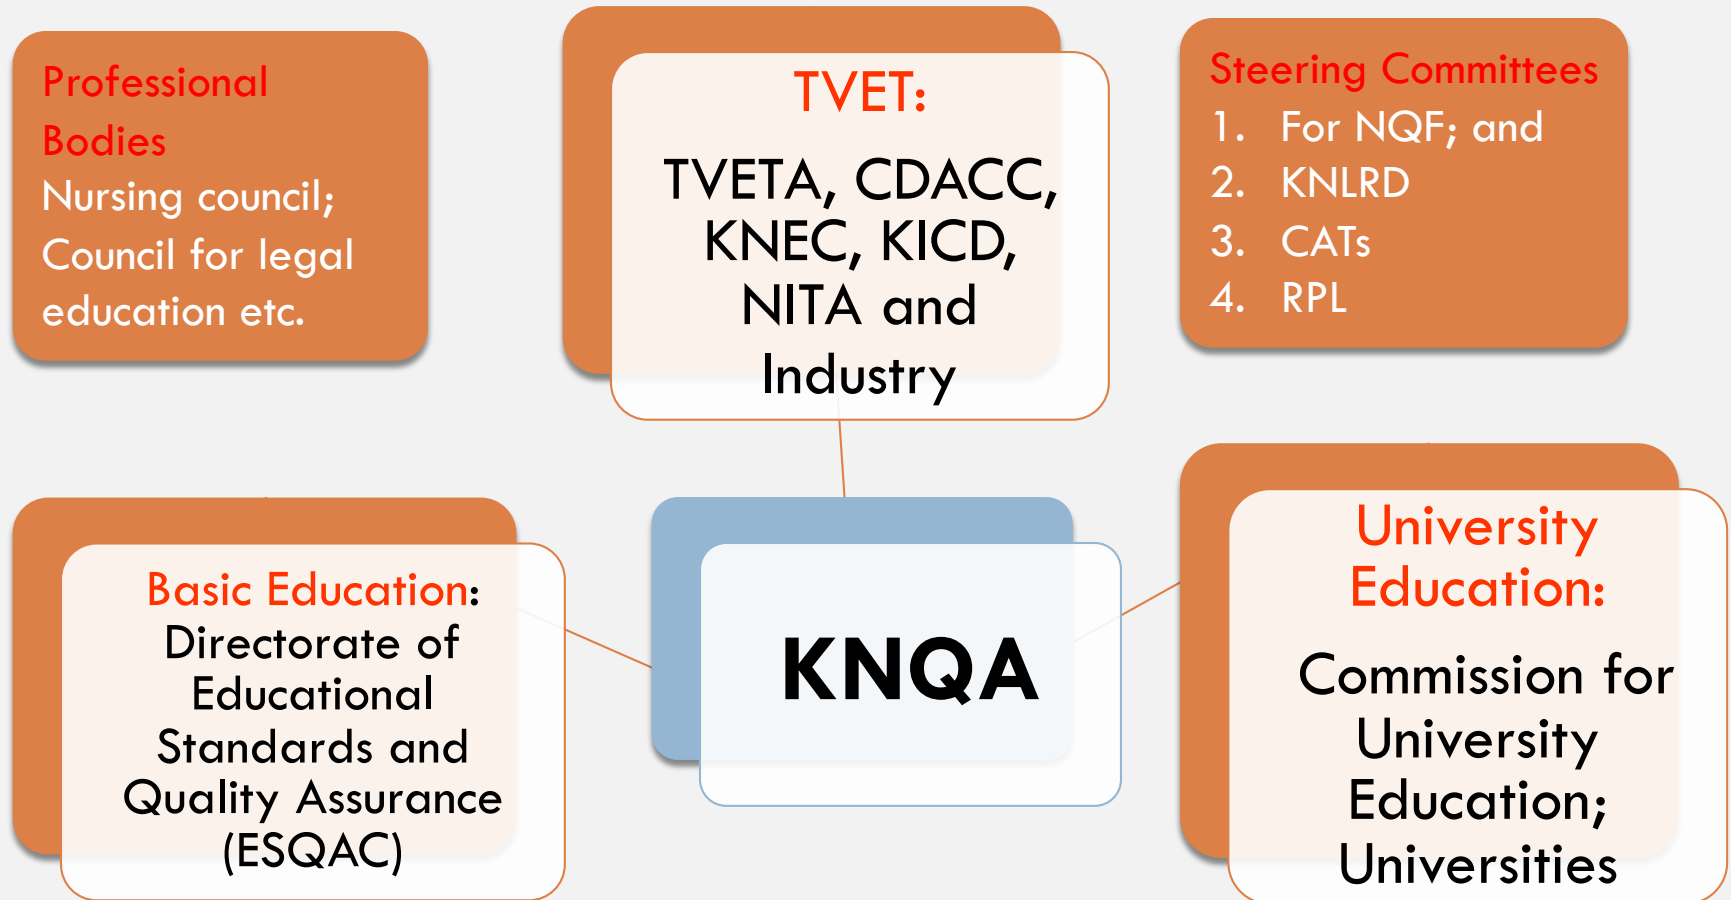 Professional
Bodies
Nursing council;
Council for legal
education etc.
TVET:
TVETA, CDACC,
KNEC, KICD,
NITA and
Industry
Steering Committees
1. For NQF; and
2. KNLRD
3. CATs
4. RPL
Basic Education:
Directorate of
Educational
Standards and
Quality Assurance
(ESQAC)
KNQA
University
Education:
Commission for
University
Education;
Universities